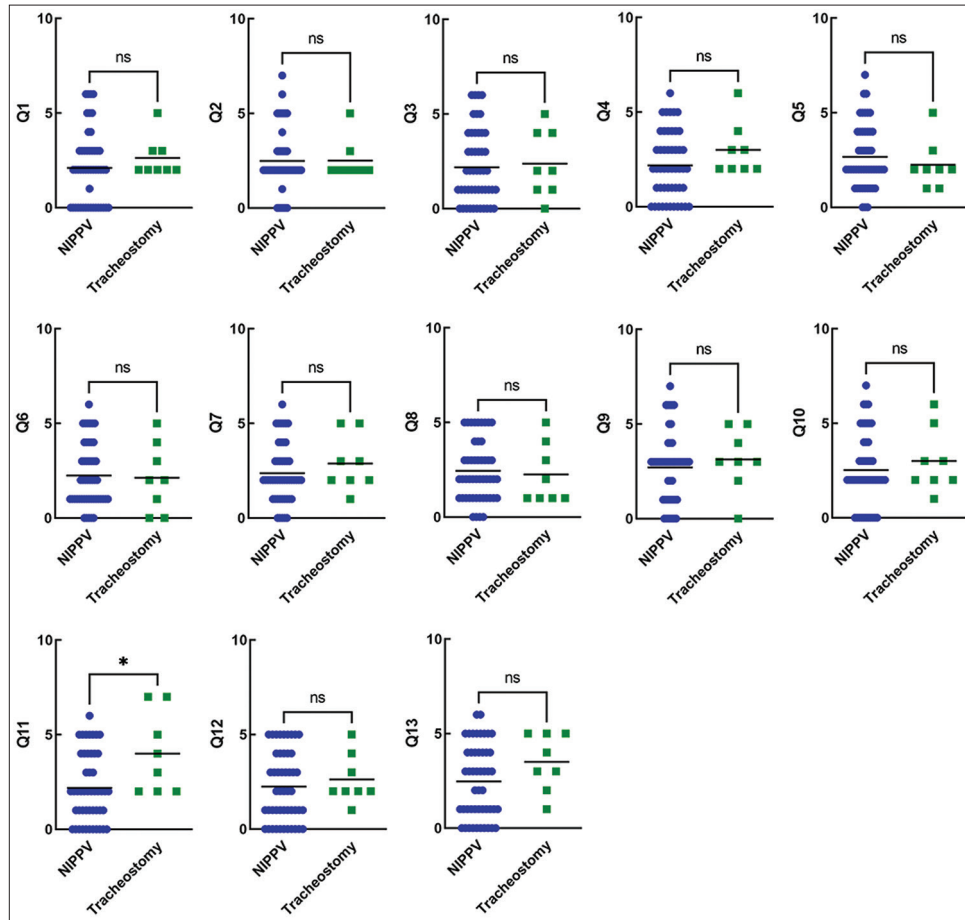 10
ns
Q1
5
0
NIPPV
Tracheostomy
10
ns
Q2
5
0
NIPPV
Tracheostomy
10
ns
Q3
5
0
NIPPV
Tracheostomy
10
ns
Q4
5
0
NIPPV
Tracheostomy
10
ns
Q5
5
0
NIPPV
Tracheostomy
10
ns
Q6
5
0
NIPPV
Tracheostomy
10
ns
Q7
5
0
NIPPV
Tracheostomy
10
ns
Q8
5
0
NIPPV
Tracheostomy
10
ns
Q9
5
0
NIPPV
Tracheostomy
10
ns
Q10
5
0
NIPPV
Tracheostomy
10
*
Q11
5
0
NIPPV
Tracheostomy
10
ns
Q12
5
0
NIPPV
Tracheostomy
10
ns
Q13
5
0
NIPPV
Tracheostomy